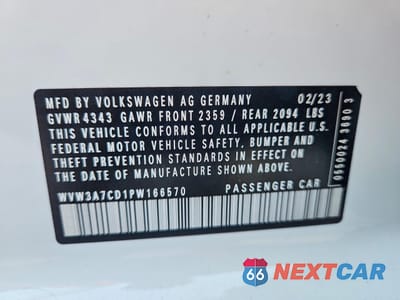 MFD BY VOLKSWAGEN AG GERMANY 02/23
GVWR 4343 GAWR FRONT 2359 / REAR 2094 LBS
THIS VEHICLE CONFORMS TO ALL APPLICABLE U.S.
FEDERAL MOTOR VEHICLE SAFETY, BUMPER AND
THEFT PREVENTION STANDARDS IN EFFECT ON
THE DATE OF MANUFACTURE SHOWN ABOVE.
WVW3A7CD1PW166570 PASSENGER CAR
66 NEXTCAR